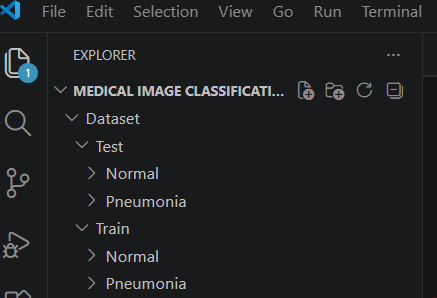 File Edit Selection View Go Run Terminal
EXPLORER
MEDICAL IMAGE CLASSIFICATI...
1
Dataset
Test
Normal
Pneumonia
Train
Normal
Pneumonia